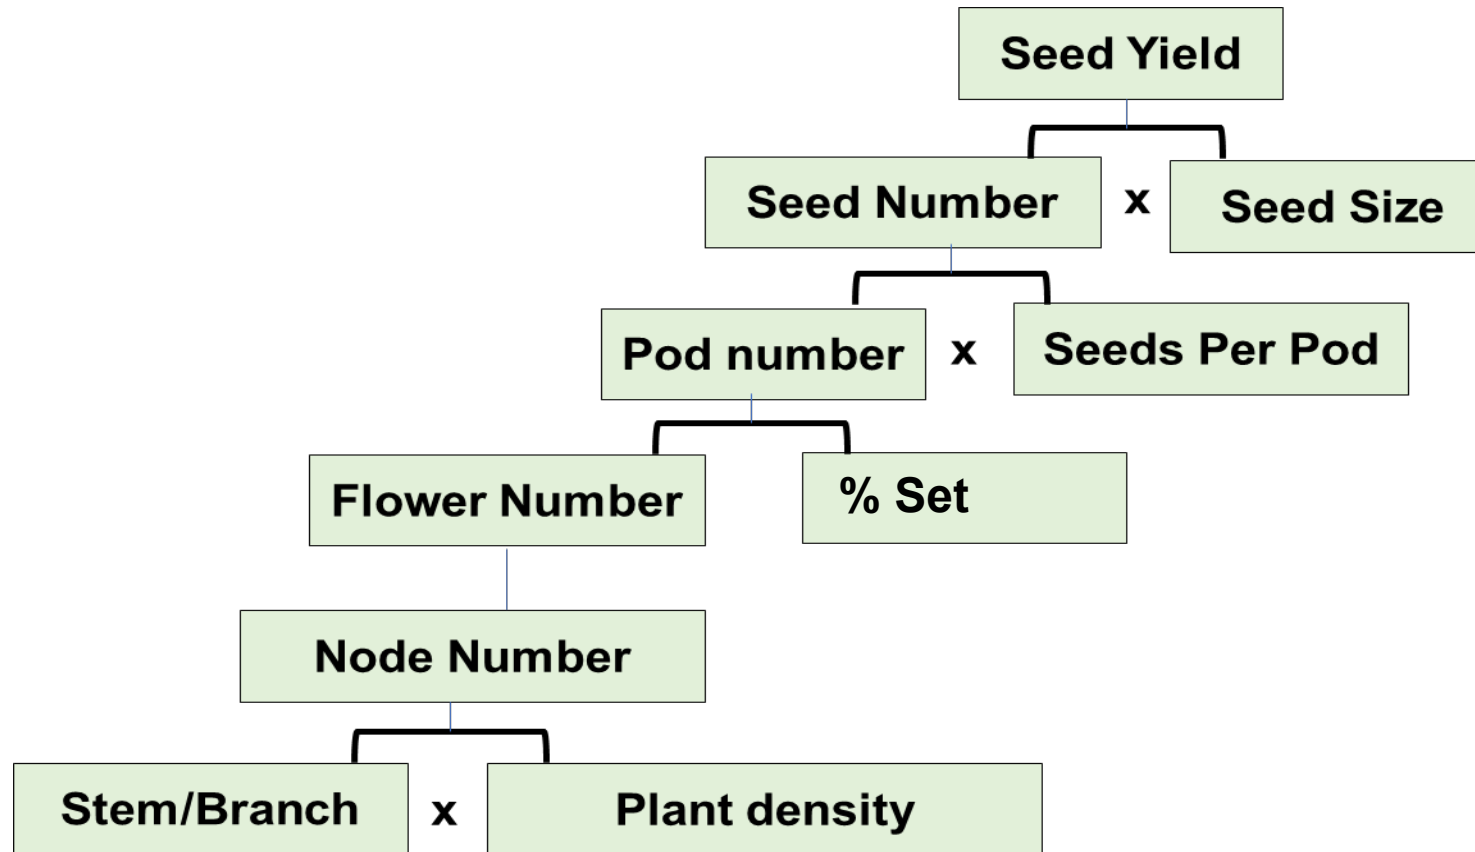 Seed Yield
Seed Number x Seed Size
Pod number x Seeds Per Pod
Flower Number % Set
Node Number
Stem/Branch x Plant density